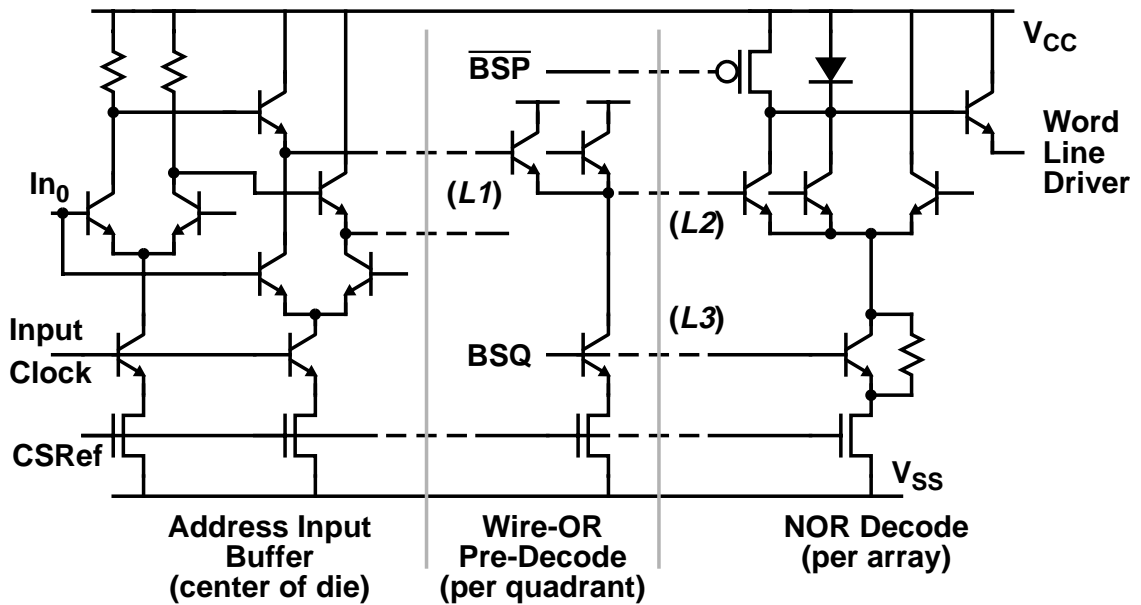 V_CC
BSP
Word
Line
Driver
In_0
(L1)
(L2)
(L3)
Input
Clock
BSQ
CSRef
V_SS
Address Input
Buffer
(center of die)
Wire-OR
Pre-Decode
(per quadrant)
NOR Decode
(per array)